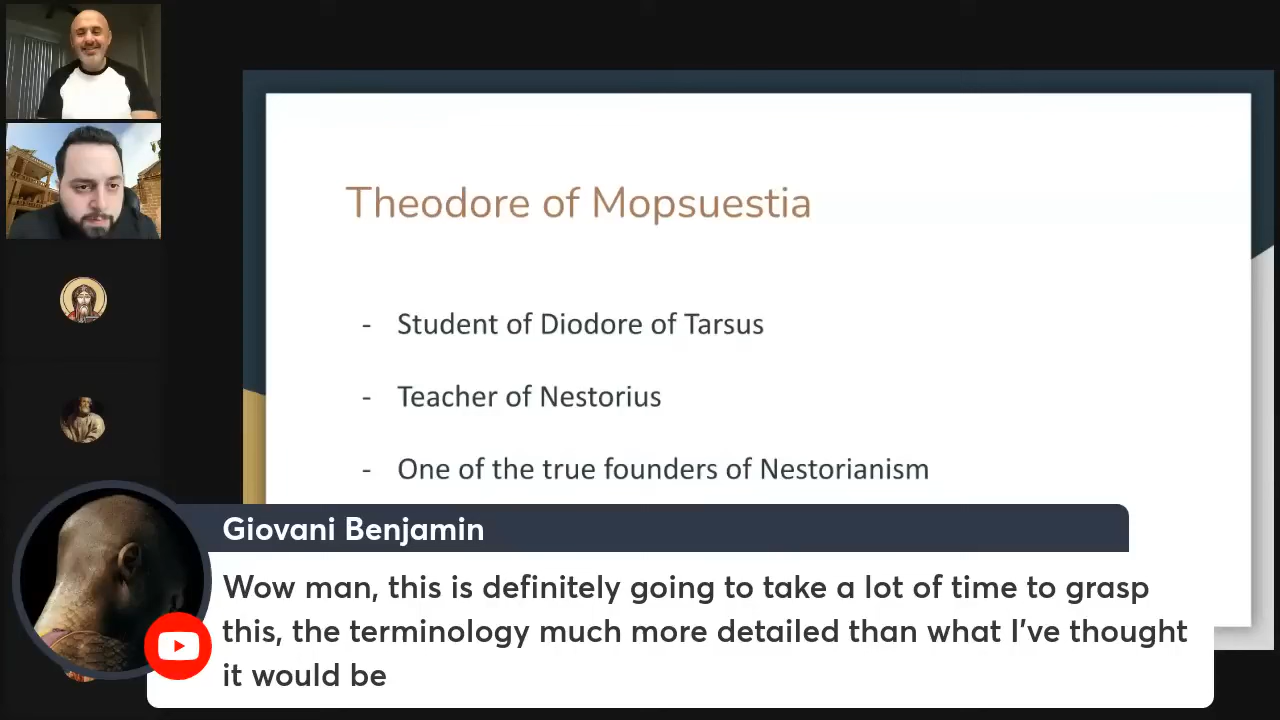 Theodore of Mopsuestia
- Student of Diodore of Tarsus
- Teacher of Nestorius
- One of the true founders of Nestorianism
Giovani Benjamin
Wow man, this is definitely going to take a lot of time to grasp
this, the terminology much more detailed than what I've thought
it would be